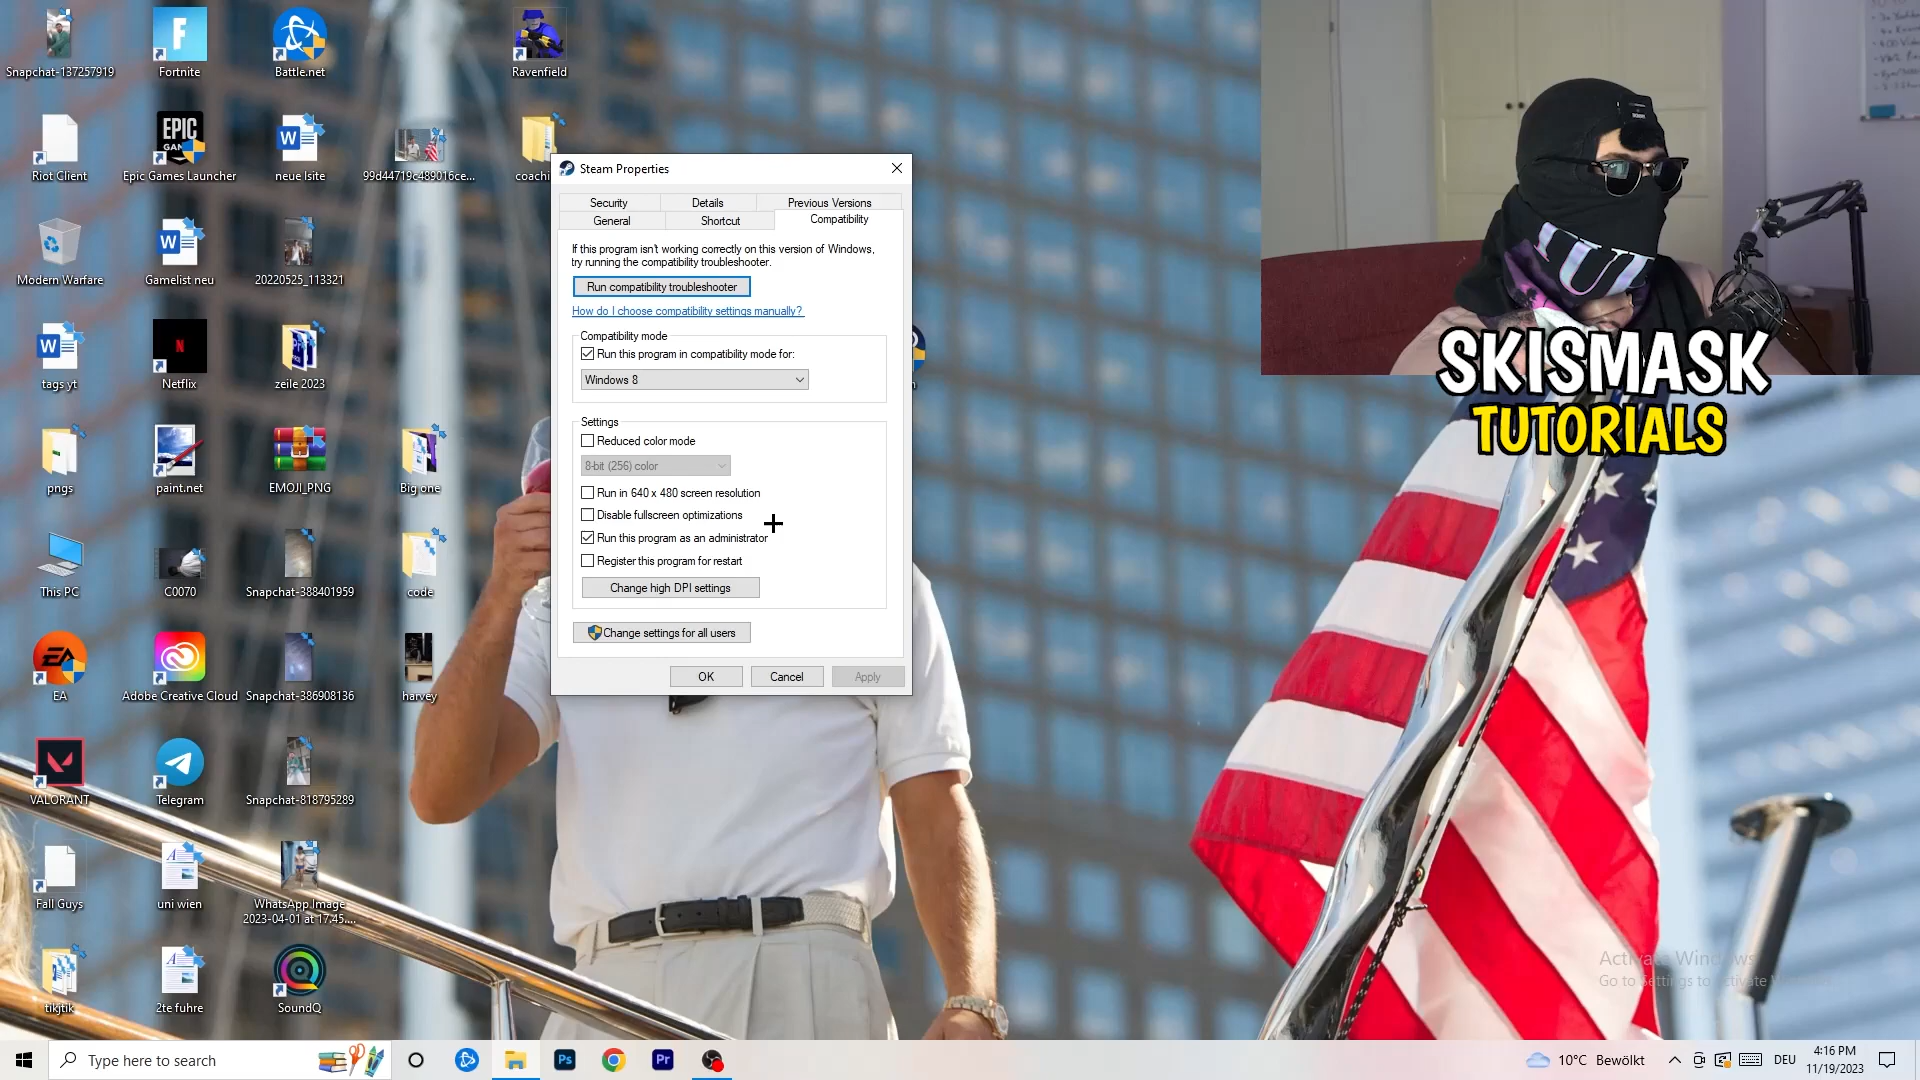 Snapchat-137257919
Fortnite
Battle.net
Ravenfield
Riot Client
Epic Games Launcher
neue lsite
99d44719c489016ce...
coachi
Modern Warfare
Gamelist neu
20220525_113321
tags yt
Netflix
zeile 2023
pngs
paint.net
EMOJI_PNG
Big one
This PC
C0070
Snapchat-388401959
code
EA
Adobe Creative Cloud
Snapchat-386908136
harvey
VALORANT
Telegram
Snapchat-818795289
Fall Guys
uni wien
WhatsApp Image
2023-04-01 at 17.45....
tiktjik
2te fuhre
SoundQ
Steam Properties
Security
Details
Previous Versions
General
Shortcut
Compatibility
If this program isn't working correctly on this version of Windows,
try running the compatibility troubleshooter.
Run compatibility troubleshooter
How do I choose compatibility settings manually?
Compatibility mode
Run this program in compatibility mode for:
Windows 8
Settings
Reduced color mode
8-bit (256) color
Run in 640 x 480 screen resolution
Disable fullscreen optimizations
Run this program as an administrator
Register this program for restart
Change high DPI settings
Change settings for all users
OK
Cancel
Apply
SKISMASK
TUTORIALS
Activate Windows
Go to Settings to activate
Type here to search
10°C Bewölkt
DEU
4:16 PM
11/19/2023